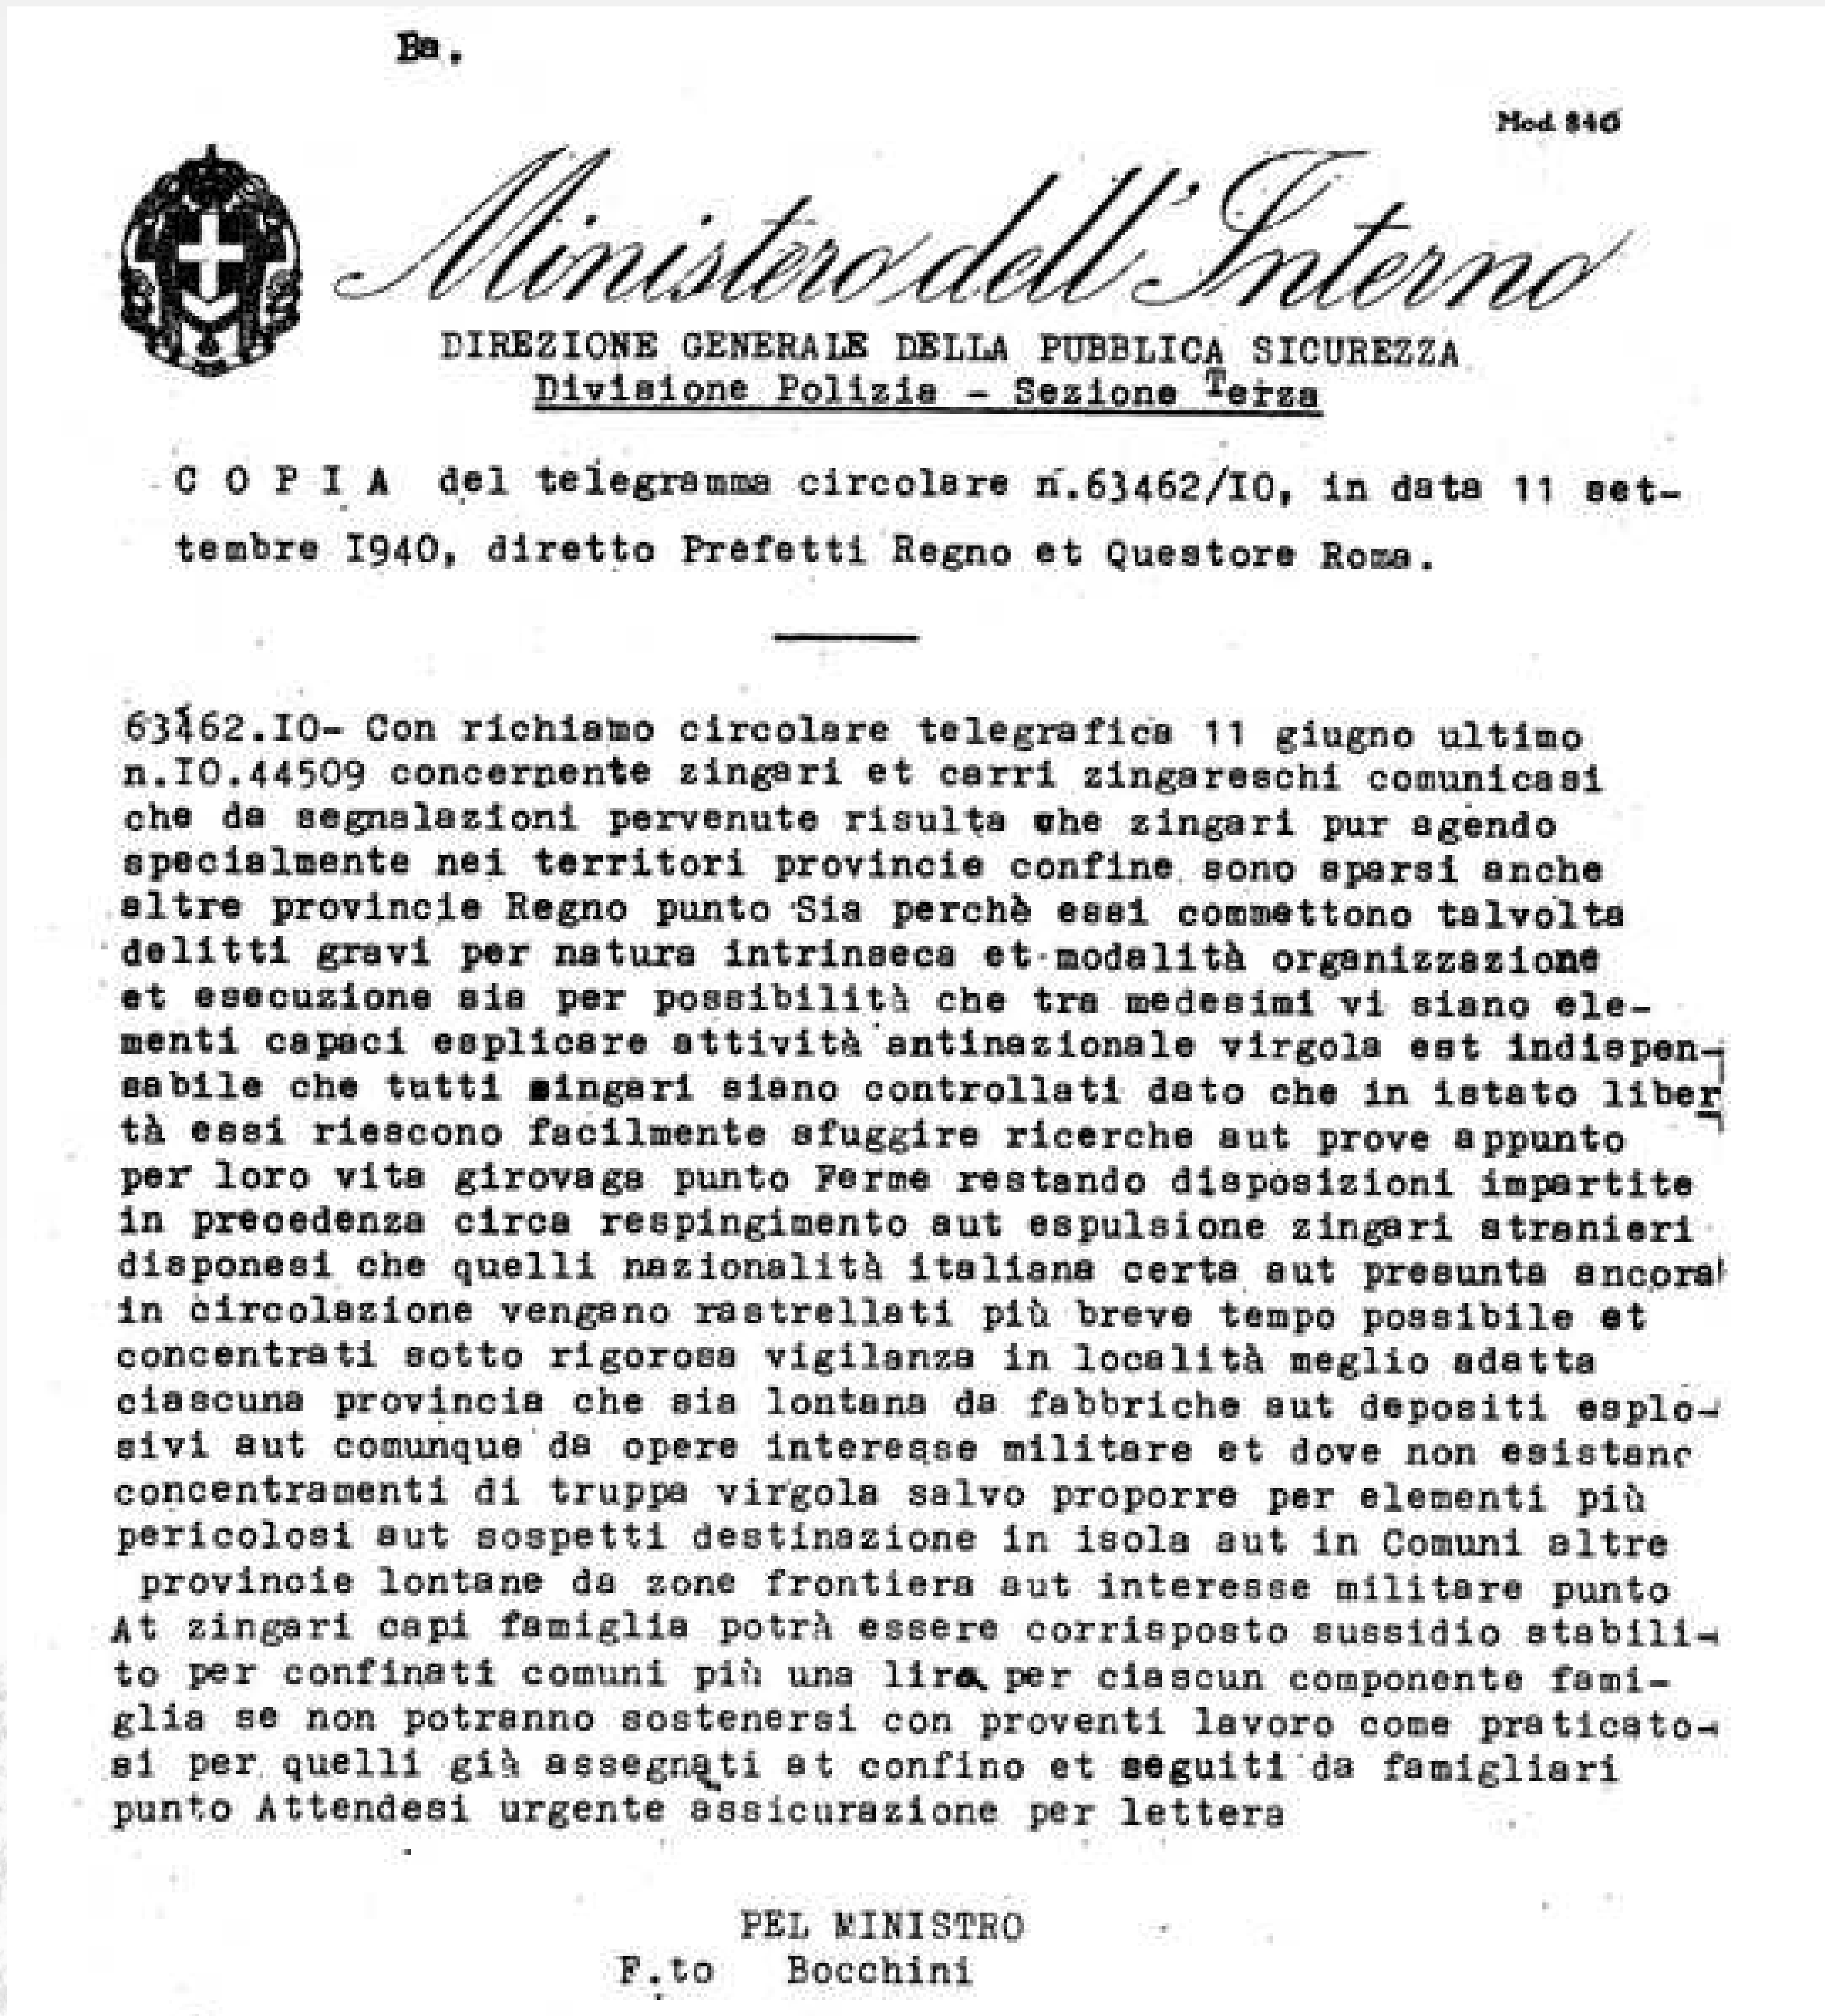 Ba.
Mod 840
Ministero dell'Interno
DIREZIONE GENERALE DELLA PUBBLICA SICUREZZA
Divisione Polizia - Sezione Terza
C O P I A del telegramma circolare n.63462/IO, in data 11 set-
tembre I940, diretto Prefetti Regno et Questore Roma.
63462.IO- Con richiamo circolare telegrafica 11 giugno ultimo
n.IO.44509 concernente zingari et carri zingareschi comunicasi
che da segnalazioni pervenute risulta che zingari pur agendo
specialmente nei territori provincie confine sono sparsi anche
altre provincie Regno punto Sia perchè essi commettono talvolta
delitti gravi per natura intrinseca et modalità organizzazione
et esecuzione sia per possibilità che tra medesimi vi siano ele-
menti capaci esplicare attività antinazionale virgola est indispen-
sabile che tutti zingari siano controllati dato che in istato liber
tà essi riescono facilmente sfuggire ricerche aut prove appunto
per loro vita girovaga punto Ferme restando disposizioni impartite
in precedenza circa respingimento aut espulsione zingari stranieri
disponesi che quelli nazionalità italiana certa aut presunta ancora
in circolazione vengano rastrellati più breve tempo possibile et
concentrati sotto rigorosa vigilanza in località meglio adatta
ciascuna provincia che sia lontana da fabbriche aut depositi esplo-
sivi aut comunque da opere interesse militare et dove non esistano
concentramenti di truppa virgola salvo proporre per elementi più
pericolosi aut sospetti destinazione in isola aut in Comuni altre
provincie lontane da zone frontiera aut interesse militare punto
At zingari capi famiglia potrà essere corrisposto sussidio stabili-
to per confinati comuni più una lira per ciascun componente fami-
glia se non potranno sostenersi con proventi lavoro come praticato-
si per quelli già assegnati at confino et seguiti da famigliari
punto Attendesi urgente assicurazione per lettera
PEL MINISTRO
F.to Bocchini